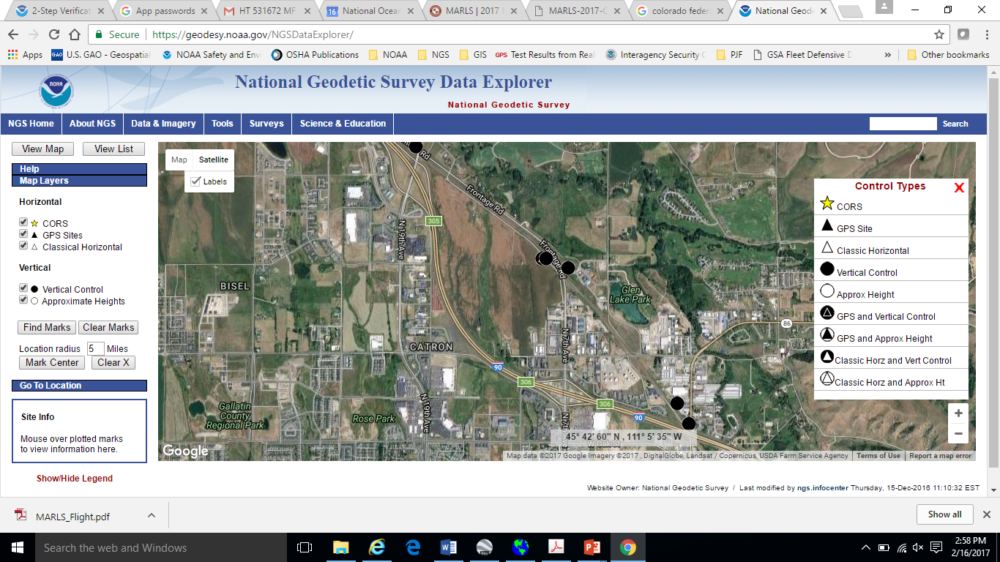 2-Step Verificat
App passwords
HT 531672 MF
National Ocean
MARLS | 2017
MARLS-2017-C
colorado feder
National Geode
Secure
https://geodesy.noaa.gov/NGSDataExplorer/
Apps
GAO
U.S. GAO - Geospatial
NOAA Safety and Env
OSHA Publications
NOAA
NGS
GIS
GPS
Test Results from Real
Interagency Security C
PJF
GSA Fleet Defensive D
»
Other bookmarks
NOAA
National Geodetic Survey Data Explorer
National Geodetic Survey
NGS Home
About NGS
Data & Imagery
Tools
Surveys
Science & Education
Search
View Map
View List
Help
Map Layers
Horizontal
CORS
GPS Sites
Classical Horizontal
Vertical
Vertical Control
Approximate Heights
Find Marks
Clear Marks
Location radius 5 Miles
Mark Center
Clear X
Go To Location
Site Info
Mouse over plotted marks
to view information here.
Show/Hide Legend
Map
Satellite
Labels
Rd
Frontage Rd
305
N 19th Ave
Frontage Rd
BISEL
Glen
Lake Park
86
CATRON
N 7th Ave
90
306
306
90
Gallatin
County
Regional Park
Rose Park
N 19th Ave
N 7t
45° 42' 60" N , 111° 5' 35" W
W Oak St
Google
Map data ©2017 Google Imagery ©2017 , DigitalGlobe, Landsat / Copernicus, USDA Farm Service Agency
Terms of Use
Report a map error
Control Types
X
CORS
GPS Site
Classic Horizontal
Vertical Control
Approx Height
GPS and Vertical Control
GPS and Approx Height
Classic Horz and Vert Control
Classic Horz and Approx Ht
+
−
Website Owner: National Geodetic Survey / Last modified by ngs.infocenter Thursday, 15-Dec-2016 11:10:32 EST
MARLS_Flight.pdf
Show all
Search the web and Windows
2:58 PM
2/16/2017